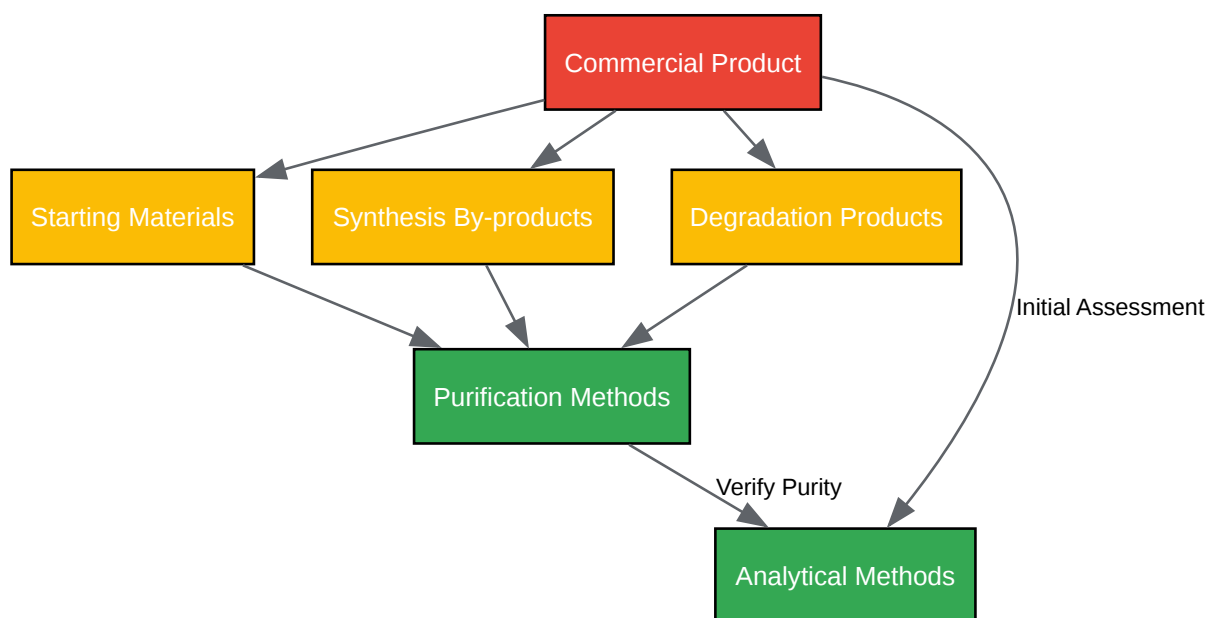 Commercial Product
Starting Materials
Synthesis By-products
Degradation Products
Initial Assessment
Purification Methods
Verify Purity
Analytical Methods